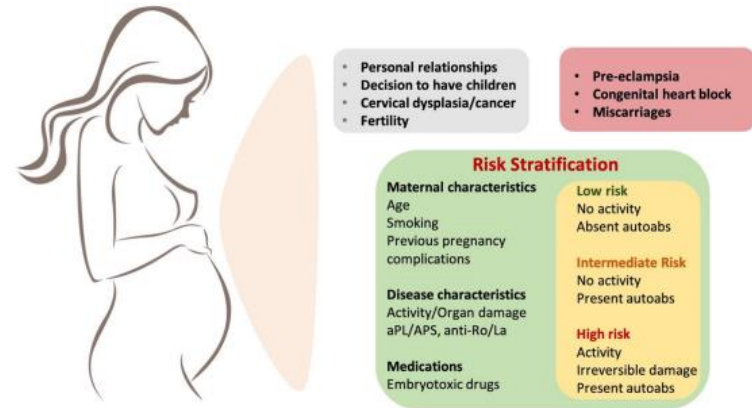 • Personal relationships
• Decision to have children
• Cervical dysplasia/cancer
• Fertility
• Pre-eclampsia
• Congenital heart block
• Miscarriages
Risk Stratification
Maternal characteristics
Age
Smoking
Previous pregnancy
complications
Disease characteristics
Activity/Organ damage
aPL/APS, anti-Ro/La
Medications
Embryotoxic drugs
Low risk
No activity
Absent autoabs
Intermediate Risk
No activity
Present autoabs
High risk
Activity
Irreversible damage
Present autoabs